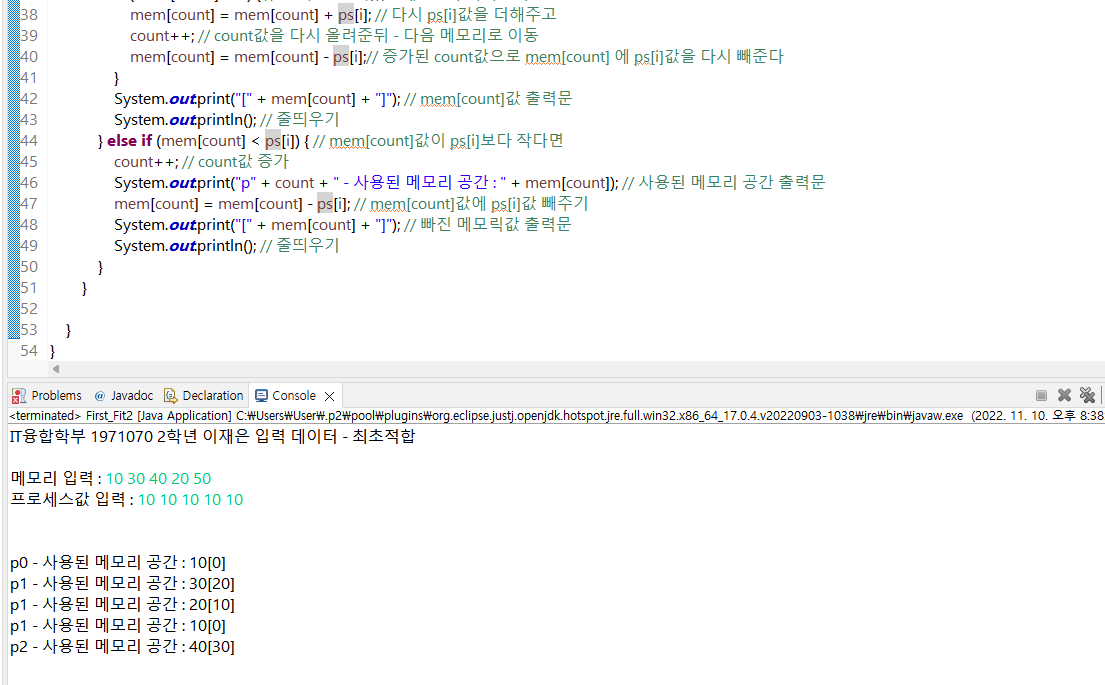 38 mem[count] = mem[count] + ps[i]; // 다시 ps[i]값을 더해주고
39 count++; // count값을 다시 올려준뒤 - 다음 메모리로 이동
40 mem[count] = mem[count] - ps[i];// 증가된 count값으로 mem[count] 에 ps[i]값을 다시 빼준다
41 }
42 System.out.print("[" + mem[count] + "]"); // mem[count]값 출력문
43 System.out.println(); // 줄띄우기
44 } else if (mem[count] < ps[i]) { // mem[count]값이 ps[i]보다 작다면
45 count++; // count값 증가
46 System.out.print("p" + count + " - 사용된 메모리 공간 : " + mem[count]); // 사용된 메모리 공간 출력문
47 mem[count] = mem[count] - ps[i]; // mem[count]값에 ps[i]값 빼주기
48 System.out.print("[" + mem[count] + "]"); // 빠진 메모릭값 출력문
49 System.out.println(); // 줄띄우기
50 }
51 }
52
53 }
54 }
Problems @ Javadoc Declaration Console
<terminated> First_Fit2 [Java Application] C:₩Users₩User₩.p2₩pool₩plugins₩org.eclipse.justj.openjdk.hotspot.jre.full.win32.x86_64_17.0.4.v20220903-1038₩jre₩bin₩javaw.exe (2022. 11. 10. 오후 8:38
IT융합학부 1971070 2학년 이재은 입력 데이터 - 최초적합
메모리 입력 : 10 30 40 20 50
프로세스값 입력 : 10 10 10 10 10
p0 - 사용된 메모리 공간 : 10[0]
p1 - 사용된 메모리 공간 : 30[20]
p1 - 사용된 메모리 공간 : 20[10]
p1 - 사용된 메모리 공간 : 10[0]
p2 - 사용된 메모리 공간 : 40[30]